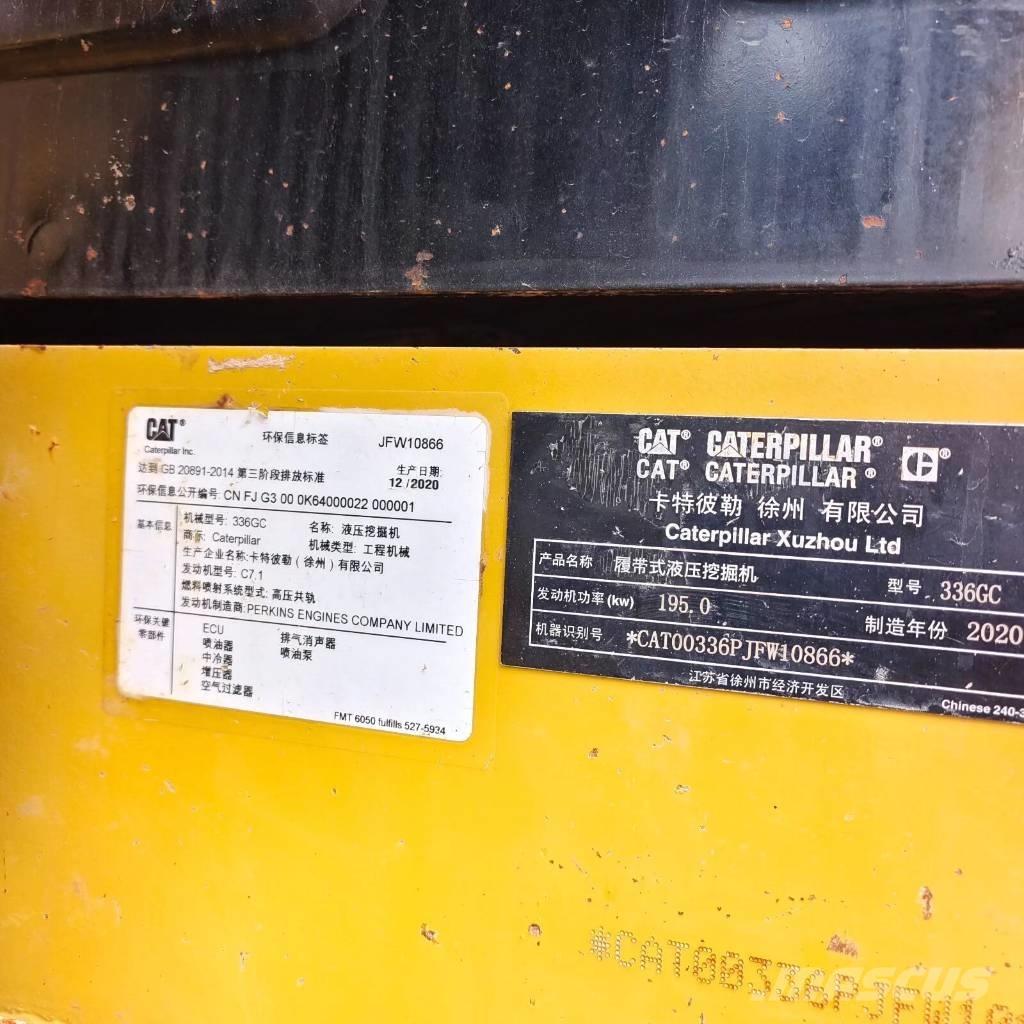 CAT® 环保信息标签 JFW10866
Caterpillar Inc.
达到 GB 20891-2014 第三阶段排放标准 生产日期:
12 /2020
环保信息公开编号: CN FJ G3 00 0K64000022 000001
基本信息
机械型号: 336GC 名称: 液压挖掘机
商标: Caterpillar 机械类型: 工程机械
生产企业名称:卡特彼勒（徐州）有限公司
发动机型号: C7.1
燃料喷射系统型式: 高压共轨
发动机制造商: PERKINS ENGINES COMPANY LIMITED
环保关键
零部件
ECU 排气消声器
喷油器 喷油泵
中冷器
增压器
空气过滤器
FMT 6050 fulfills 527-5934
CAT® CATERPILLAR®
CAT® CATERPILLAR®
卡特彼勒 徐州 有限公司
Caterpillar Xuzhou Ltd
产品名称 履带式液压挖掘机 型号 336GC
发动机功率(kw) 195.0 制造年份 2020
机器识别号 *CAT00336PJFW10866*
江苏省徐州市经济开发区
Chinese 240-3
*CAT00336PJFW108
MASCUS